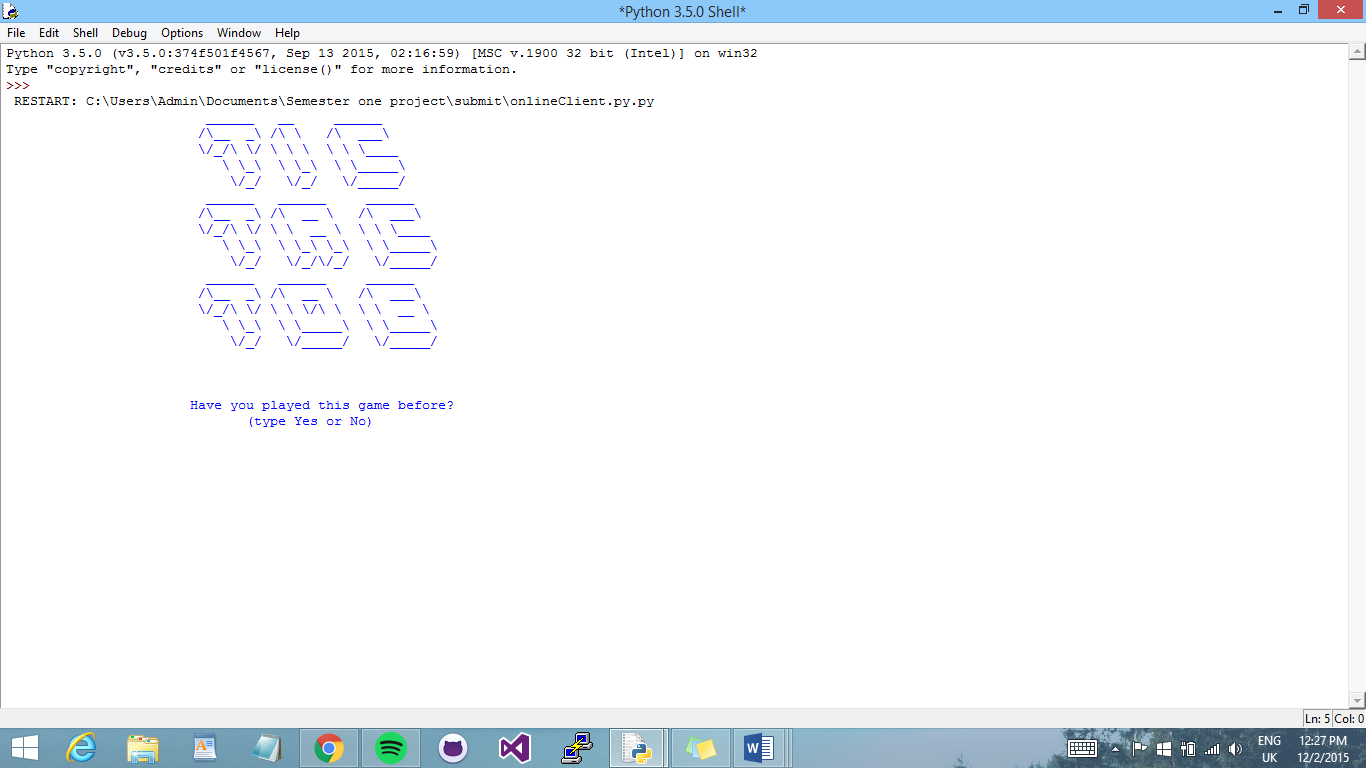 *Python 3.5.0 Shell*
File Edit Shell Debug Options Window Help
Python 3.5.0 (v3.5.0:374f501f4567, Sep 13 2015, 02:16:59) [MSC v.1900 32 bit (Intel)] on win32
Type "copyright", "credits" or "license()" for more information.
>>>
RESTART: C:\Users\Admin\Documents\Semester one project\submit\onlineClient.py.py
TIC
TAC
TOE
Have you played this game before?
(type Yes or No)
Ln: 5 Col: 0
ENG 12:27 PM
UK 12/2/2015